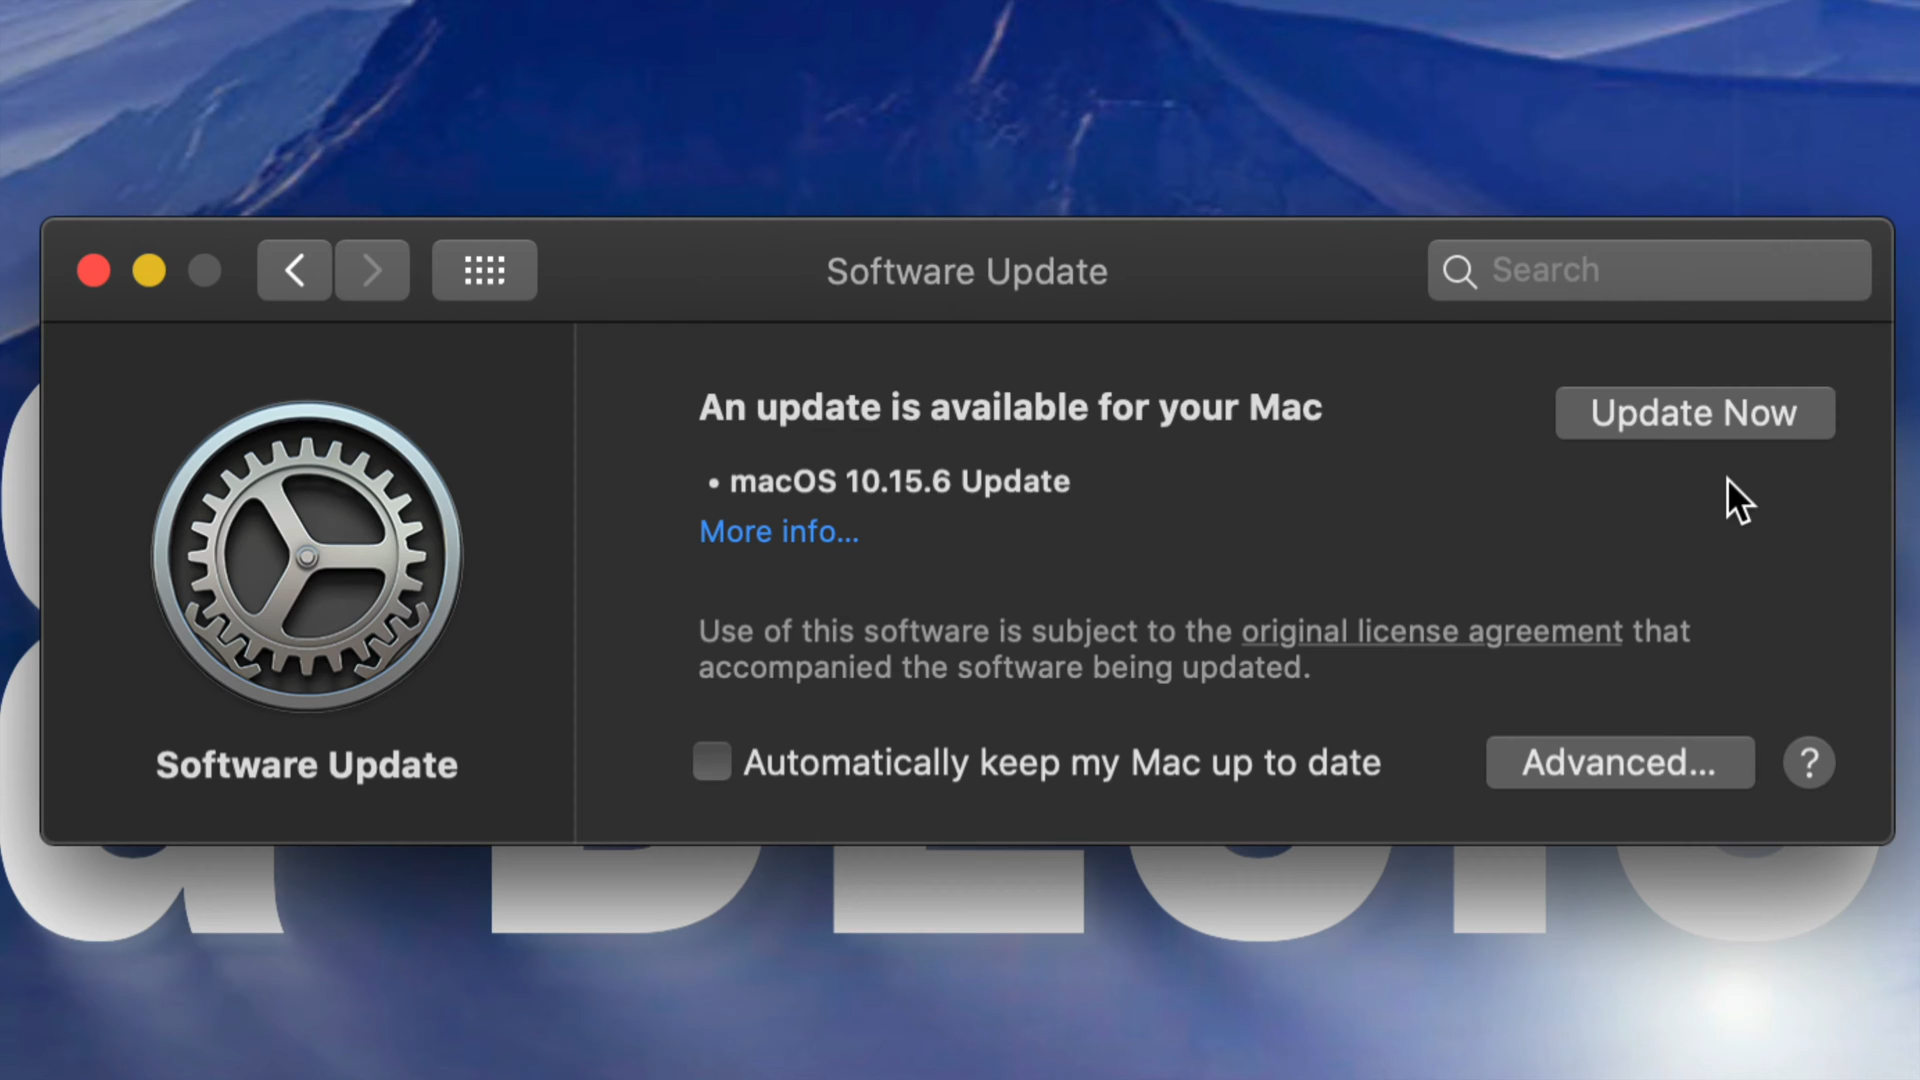 Software Update
Search
An update is available for your Mac
Update Now
• macOS 10.15.6 Update
More info...
Use of this software is subject to the original license agreement that
accompanied the software being updated.
Software Update
Automatically keep my Mac up to date
Advanced...
?